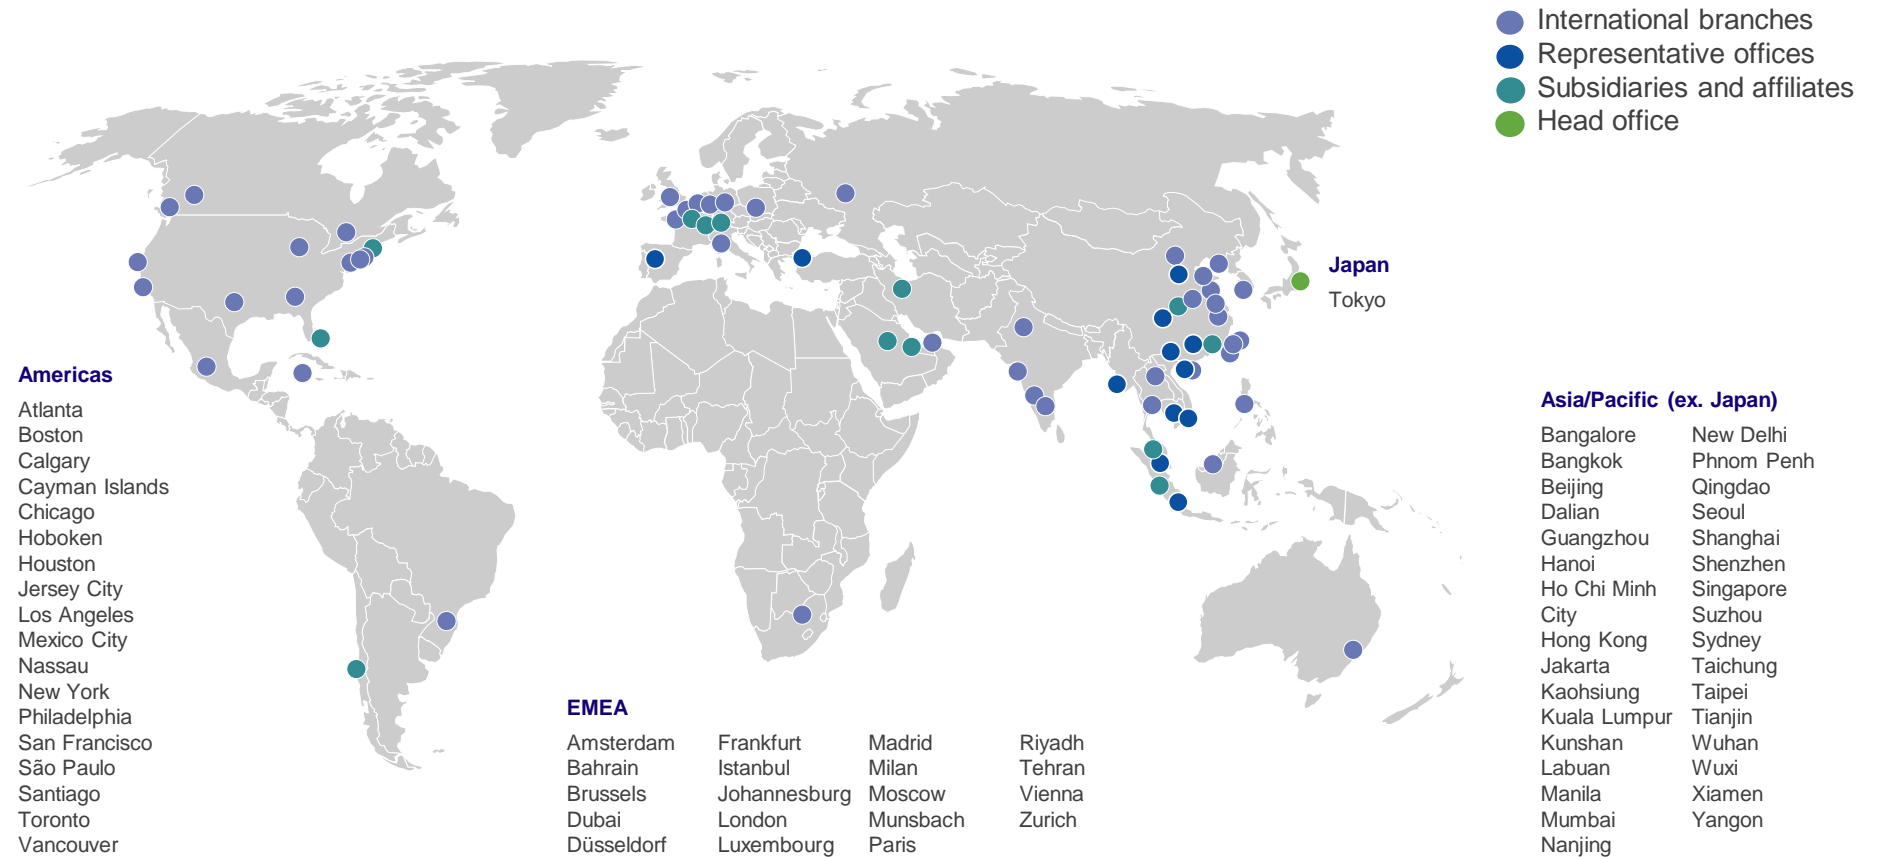 International branches
Representative offices
Subsidiaries and affiliates
Head office
Japan
Tokyo
Americas
Atlanta
Boston
Calgary
Cayman Islands
Chicago
Hoboken
Houston
Jersey City
Los Angeles
Mexico City
Nassau
New York
Philadelphia
San Francisco
São Paulo
Santiago
Toronto
Vancouver
EMEA
Amsterdam
Bahrain
Brussels
Dubai
Düsseldorf
Frankfurt
Istanbul
Johannesburg
London
Luxembourg
Madrid
Milan
Moscow
Munsbach
Paris
Riyadh
Tehran
Vienna
Zurich
Asia/Pacific (ex. Japan)
Bangalore
Bangkok
Beijing
Dalian
Guangzhou
Hanoi
Ho Chi Minh
City
Hong Kong
Jakarta
Kaohsiung
Kuala Lumpur
Kunshan
Labuan
Manila
Mumbai
Nanjing
New Delhi
Phnom Penh
Qingdao
Seoul
Shanghai
Shenzhen
Singapore
Suzhou
Sydney
Taichung
Taipei
Tianjin
Wuhan
Wuxi
Xiamen
Yangon